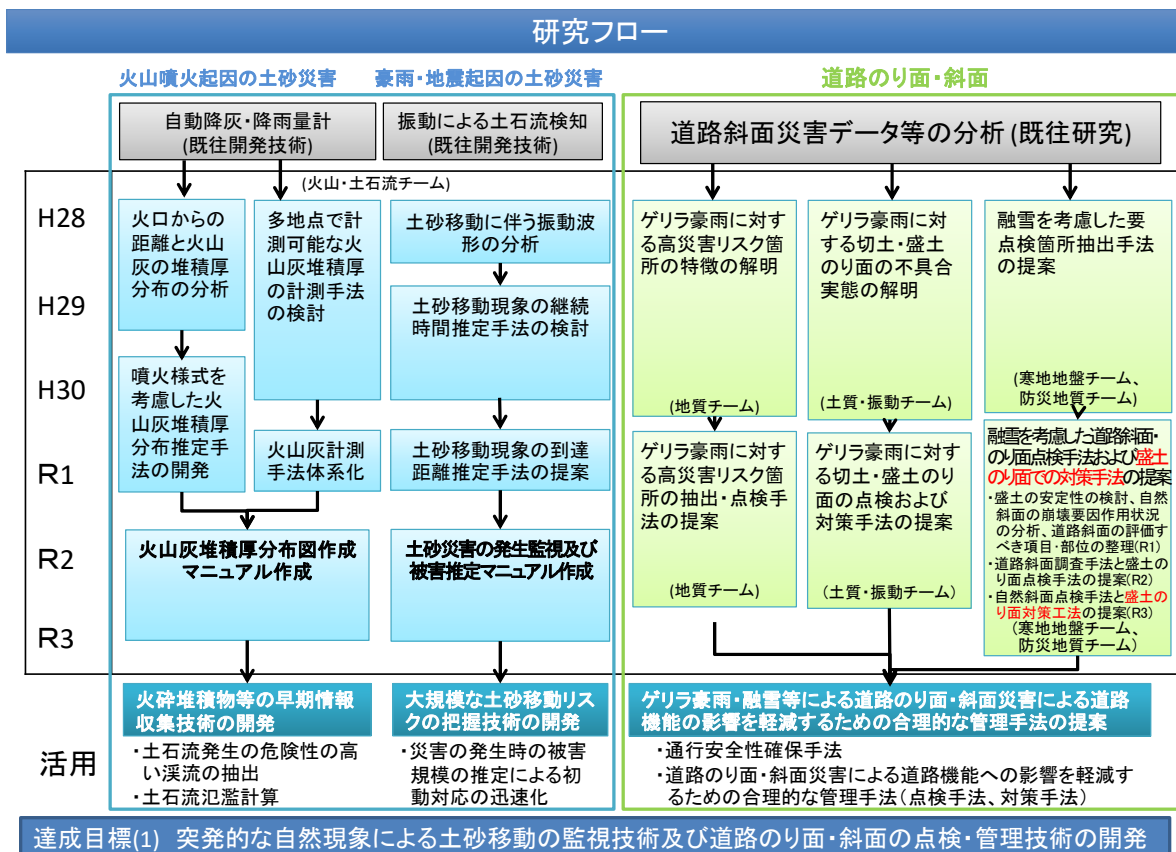 研究フロー
火山噴火起因の土砂災害
豪雨・地震起因の土砂災害
道路のり面・斜面
自動降灰・降雨量計
(既往開発技術)
振動による土石流検知
(既往開発技術)
道路斜面災害データ等の分析 (既往研究)
(火山・土石流チーム)
H28
H29
H30
R1
R2
R3
活用
火口からの
距離と火山
灰の堆積厚
分布の分析
噴火様式を
考慮した火
山灰堆積厚
分布推定手
法の開発
多地点で計
測可能な火
山灰堆積厚
の計測手法
の検討
火山灰計測
手法体系化
火山灰堆積厚分布図作成
マニュアル作成
土砂移動に伴う振動波
形の分析
土砂移動現象の継続
時間推定手法の検討
土砂移動現象の到達
距離推定手法の提案
土砂災害の発生監視及び
被害推定マニュアル作成
ゲリラ豪雨に対す
る高災害リスク箇
所の特徴の解明
(地質チーム)
ゲリラ豪雨に対す
る高災害リスク箇
所の抽出・点検手
法の提案
(地質チーム)
ゲリラ豪雨に対
する切土・盛土
のり面の不具合
実態の解明
(土質・振動チーム)
ゲリラ豪雨に対
する切土・盛土のり
面の点検および
対策手法の提案
(土質・振動チーム)
融雪を考慮した要
点検箇所抽出手法
の提案
(寒地地盤チーム、
防災地質チーム)
融雪を考慮した道路斜面・
のり面点検手法および盛土
のり面での対策手法の提案
・盛土の安定性の検討、自然
斜面の崩壊要因作用状況
の分析、道路斜面の評価す
べき項目・部位の整理(R1)
・道路斜面調査手法と盛土の
り面点検手法の提案(R2)
・自然斜面点検手法と盛土の
り面対策工法の提案(R3)
(寒地地盤チーム、
防災地質チーム)
火砕堆積物等の早期情報
収集技術の開発
・土石流発生の危険性の高
い渓流の抽出
・土石流氾濫計算
大規模な土砂移動リス
クの把握技術の開発
・災害の発生時の被害
規模の推定による初
動対応の迅速化
ゲリラ豪雨・融雪等による道路のり面・斜面災害による道路
機能の影響を軽減するための合理的な管理手法の提案
・通行安全性確保手法
・道路のり面・斜面災害による道路機能への影響を軽減す
るための合理的な管理手法(点検手法、対策手法)
達成目標(1) 突発的な自然現象による土砂移動の監視技術及び道路のり面・斜面の点検・管理技術の開発